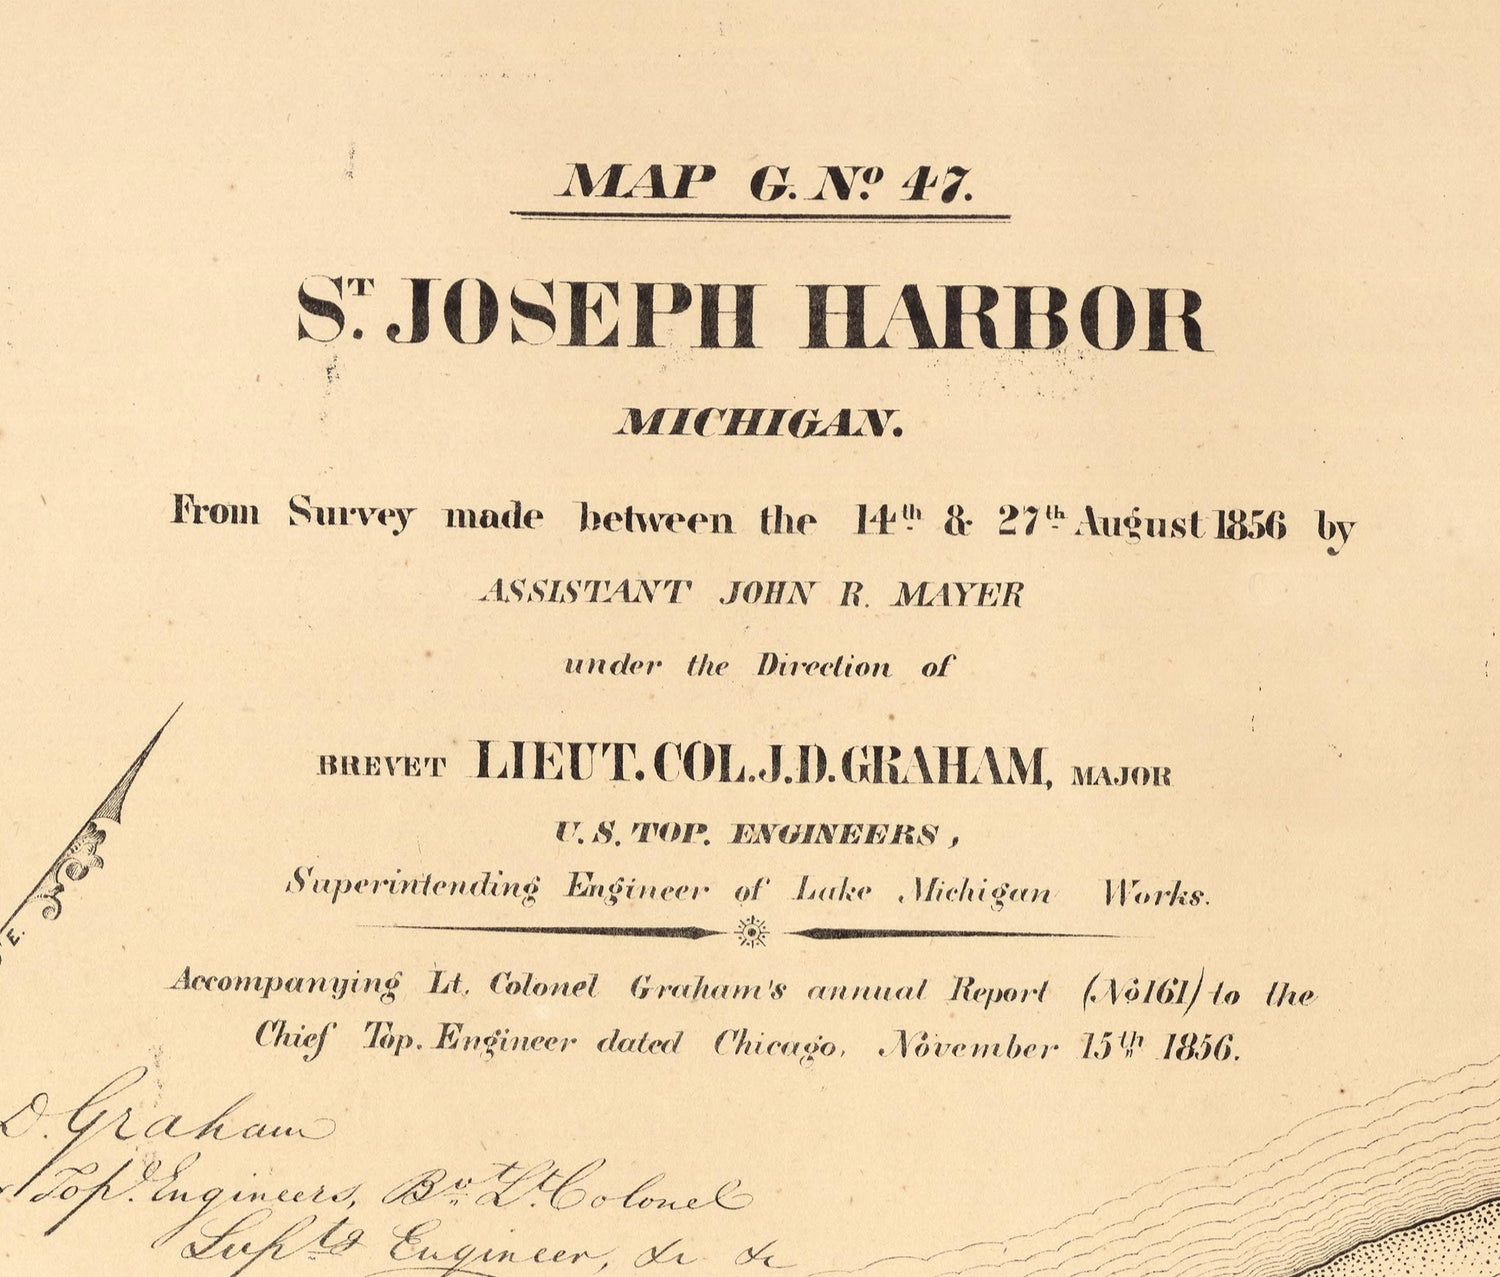 MAP G. Nº 47.
ST. JOSEPH HARBOR
MICHIGAN.
From Survey made between the 14th & 27th August 1856 by
ASSISTANT JOHN R. MAYER
under the Direction of
BREVET LIEUT. COL. J. D. GRAHAM, MAJOR
U. S. TOP. ENGINEERS,
Superintending Engineer of Lake Michigan Works.
E.
Accompanying Lt. Colonel Graham's annual Report (No 161) to the
Chief Top. Engineer dated Chicago, November 15th 1856.
D. Graham
Topl. Engineers, Bvt. Lt. Colonel
Suptg Engineer, &c &c